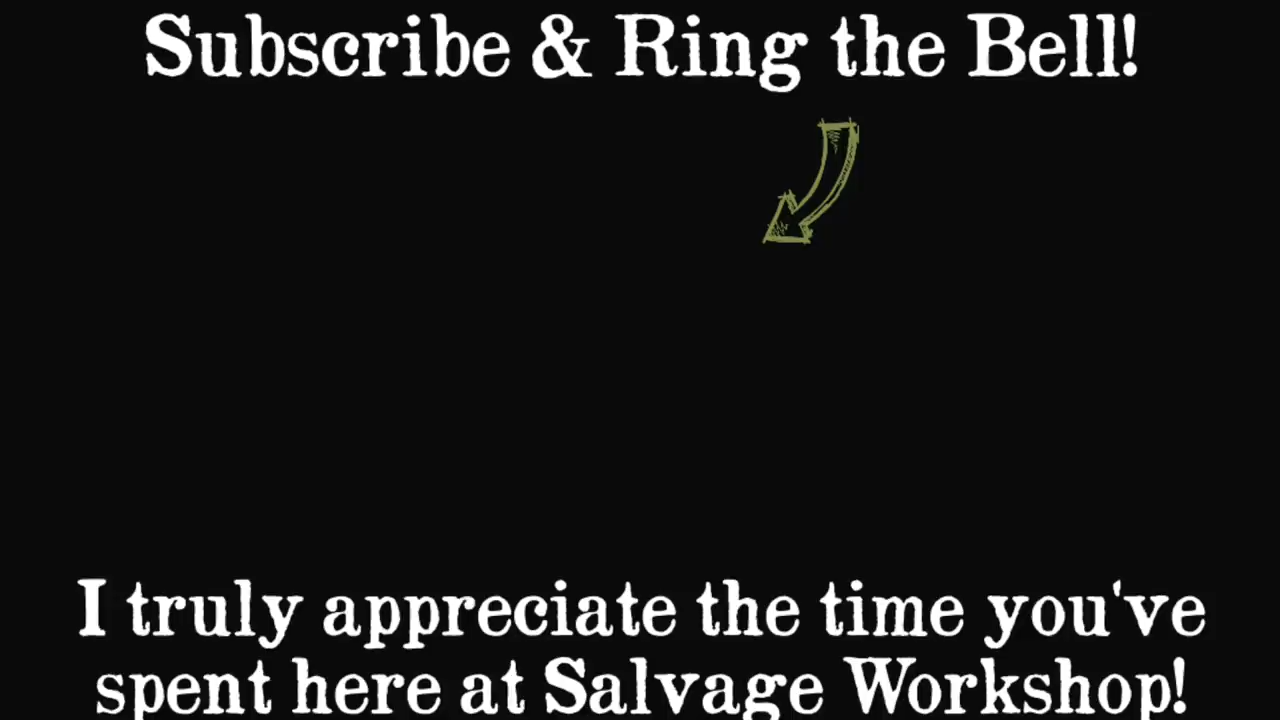 Subscribe & Ring the Bell!
I truly appreciate the time you've
spent here at Salvage Workshop!